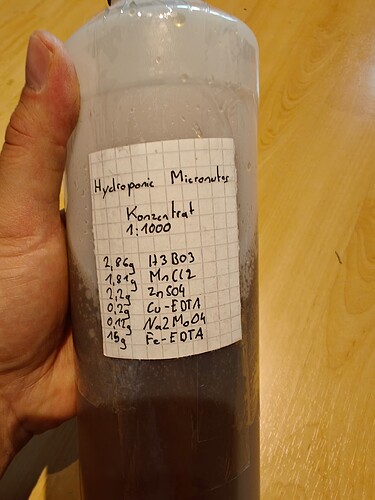 Hydroponic Micronutes
Konzentrat
1:1000
2,86g H3BO3
1,81g MnCl2
2,2g ZnSO4
0,2g Cu-EDTA
0,12g Na2MoO4
15g Fe-EDTA